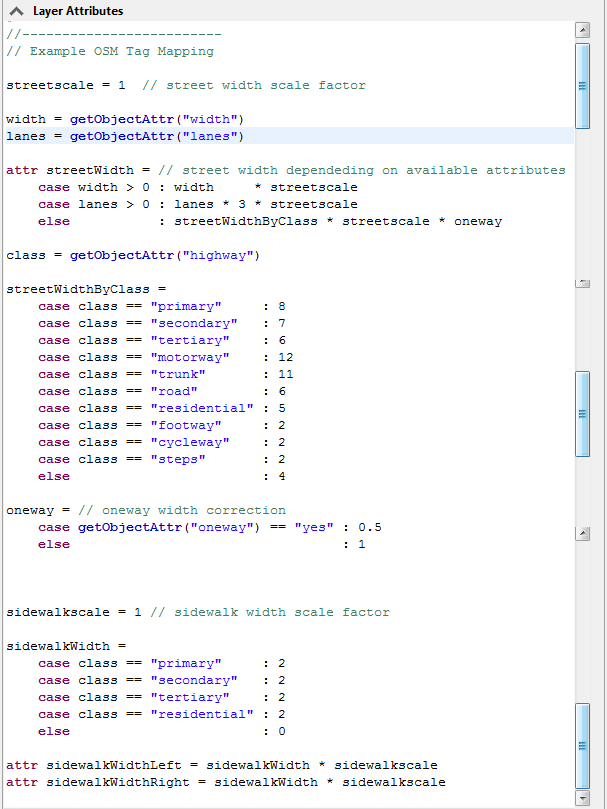 Layer Attributes
//-------------------------
// Example OSM Tag Mapping
streetscale = 1  // street width scale factor
width = getObjectAttr("width")
lanes = getObjectAttr("lanes")
attr streetWidth = // street width dependeding on available attributes
    case width > 0 : width     * streetscale
    case lanes > 0 : lanes * 3 * streetscale
    else           : streetWidthByClass * streetscale * oneway
class = getObjectAttr("highway")
streetWidthByClass =
    case class == "primary"     : 8
    case class == "secondary"   : 7
    case class == "tertiary"    : 6
    case class == "motorway"    : 12
    case class == "trunk"       : 11
    case class == "road"        : 6
    case class == "residential" : 5
    case class == "footway"     : 2
    case class == "cycleway"    : 2
    case class == "steps"       : 2
    else                        : 4
oneway = // oneway width correction
    case getObjectAttr("oneway") == "yes" : 0.5
    else                                  : 1
sidewalkscale = 1 // sidewalk width scale factor
sidewalkWidth =
    case class == "primary"     : 2
    case class == "secondary"   : 2
    case class == "tertiary"    : 2
    case class == "residential" : 2
    else                        : 0
attr sidewalkWidthLeft = sidewalkWidth * sidewalkscale
attr sidewalkWidthRight = sidewalkWidth * sidewalkscale